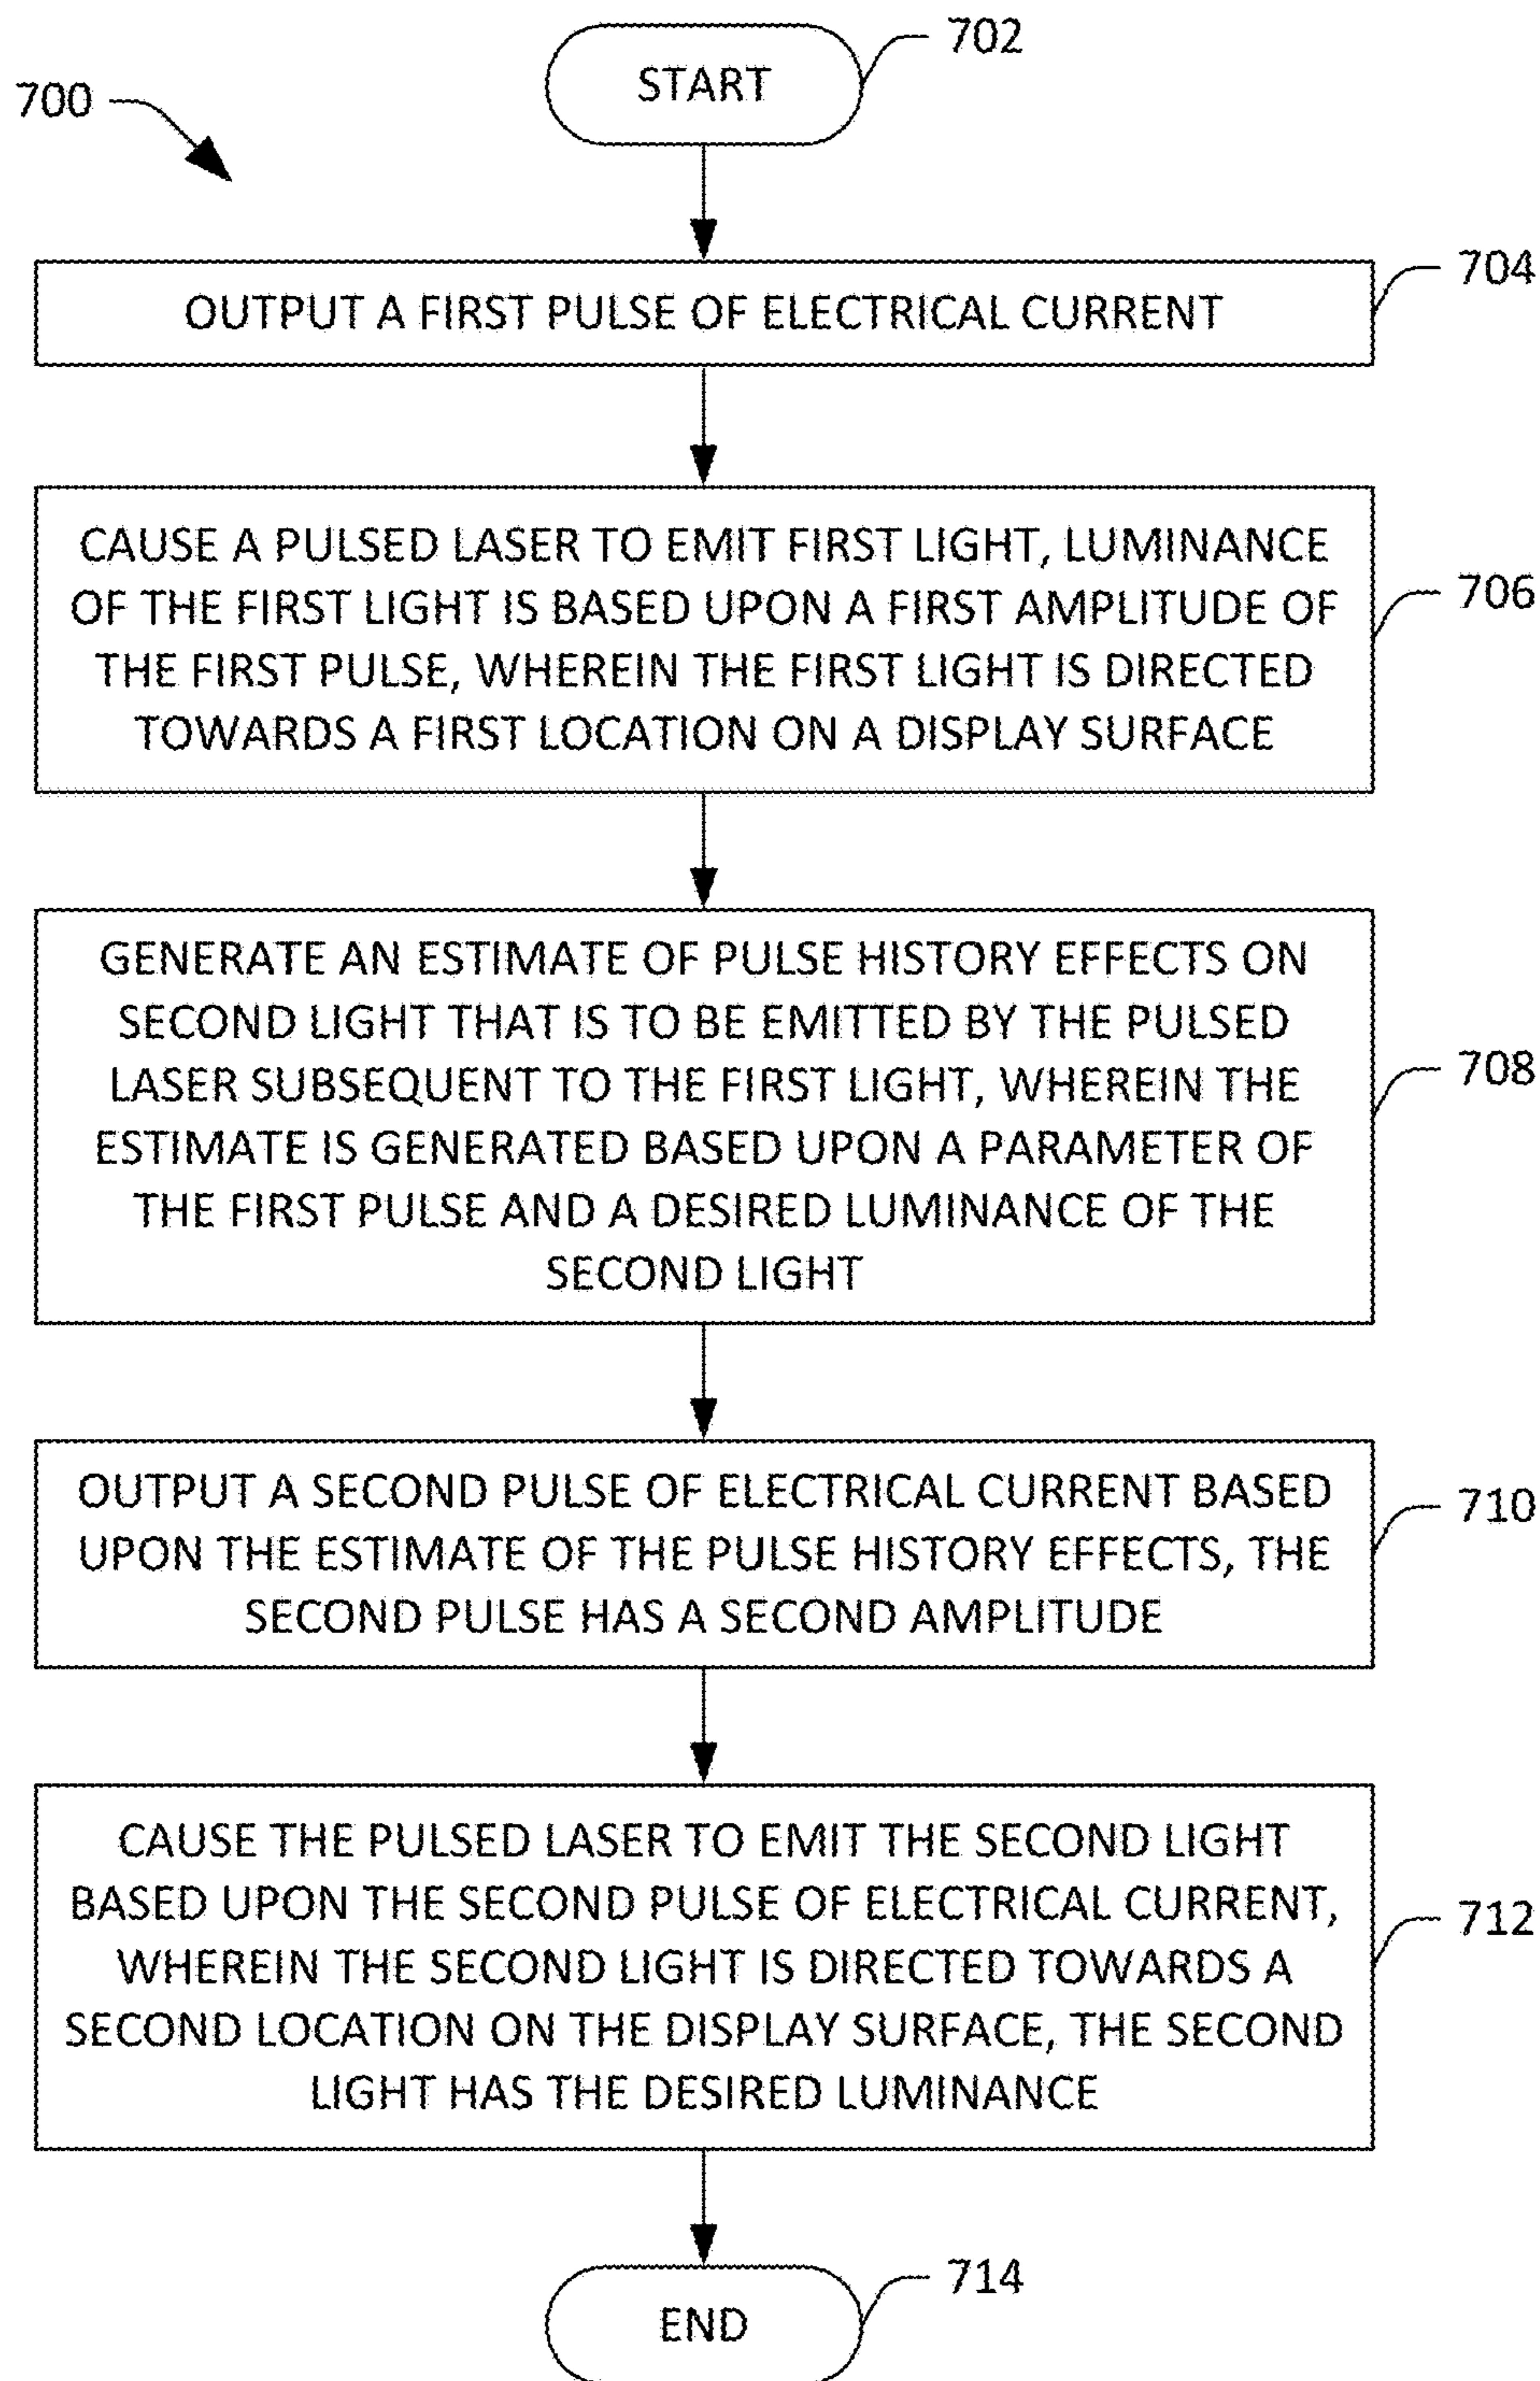 702
START
700
704
OUTPUT A FIRST PULSE OF ELECTRICAL CURRENT
CAUSE A PULSED LASER TO EMIT FIRST LIGHT, LUMINANCE
OF THE FIRST LIGHT IS BASED UPON A FIRST AMPLITUDE OF
THE FIRST PULSE, WHEREIN THE FIRST LIGHT IS DIRECTED
TOWARDS A FIRST LOCATION ON A DISPLAY SURFACE
706
GENERATE AN ESTIMATE OF PULSE HISTORY EFFECTS ON
SECOND LIGHT THAT IS TO BE EMITTED BY THE PULSED
LASER SUBSEQUENT TO THE FIRST LIGHT, WHEREIN THE
ESTIMATE IS GENERATED BASED UPON A PARAMETER OF
THE FIRST PULSE AND A DESIRED LUMINANCE OF THE
SECOND LIGHT
708
OUTPUT A SECOND PULSE OF ELECTRICAL CURRENT BASED
UPON THE ESTIMATE OF THE PULSE HISTORY EFFECTS, THE
SECOND PULSE HAS A SECOND AMPLITUDE
710
CAUSE THE PULSED LASER TO EMIT THE SECOND LIGHT
BASED UPON THE SECOND PULSE OF ELECTRICAL CURRENT,
WHEREIN THE SECOND LIGHT IS DIRECTED TOWARDS A
SECOND LOCATION ON THE DISPLAY SURFACE, THE SECOND
LIGHT HAS THE DESIRED LUMINANCE
712
714
END